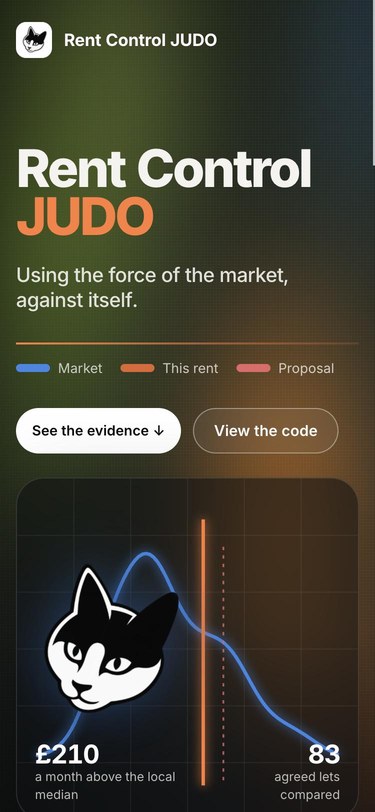 Rent Control JUDO
Rent Control
JUDO
Using the force of the market,
against itself.
Market
This rent
Proposal
See the evidence ↓
View the code
£210
a month above the local
median
83
agreed lets
compared